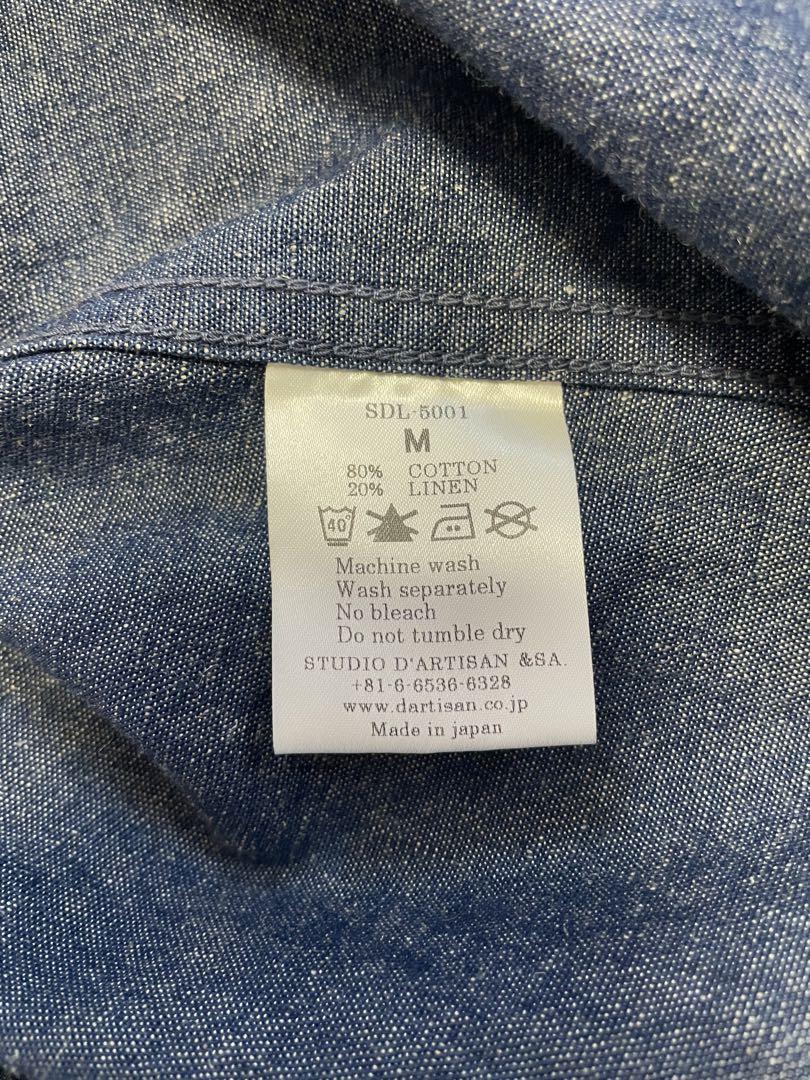 SDL-5001
M
80% COTTON
20% LINEN
40°
Machine wash
Wash separately
No bleach
Do not tumble dry
STUDIO D'ARTISAN &SA.
+81-6-6536-6328
www.dartisan.co.jp
Made in japan